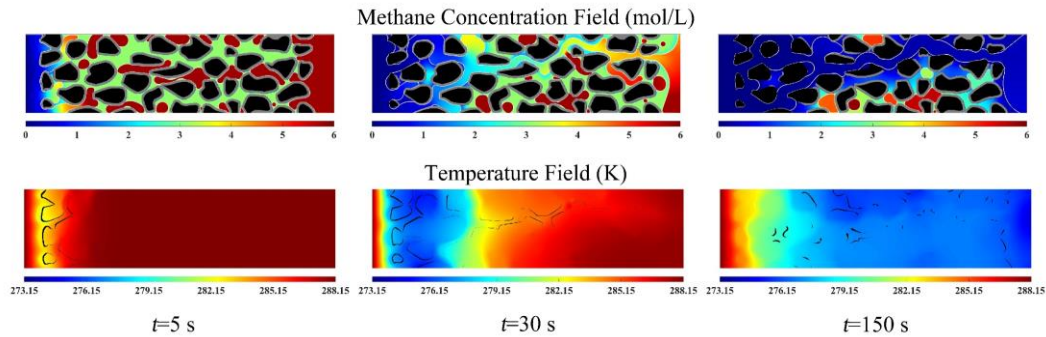 Methane Concentration Field (mol/L)
0 1 2 3 4 5 6 0 1 2 3 4 5 6 0 1 2 3 4 5 6
Temperature Field (K)
273.15 276.15 279.15 282.15 285.15 288.15 273.15 276.15 279.15 282.15 285.15 288.15 273.15 276.15 279.15 282.15 285.15 288.15
t=5 s t=30 s t=150 s